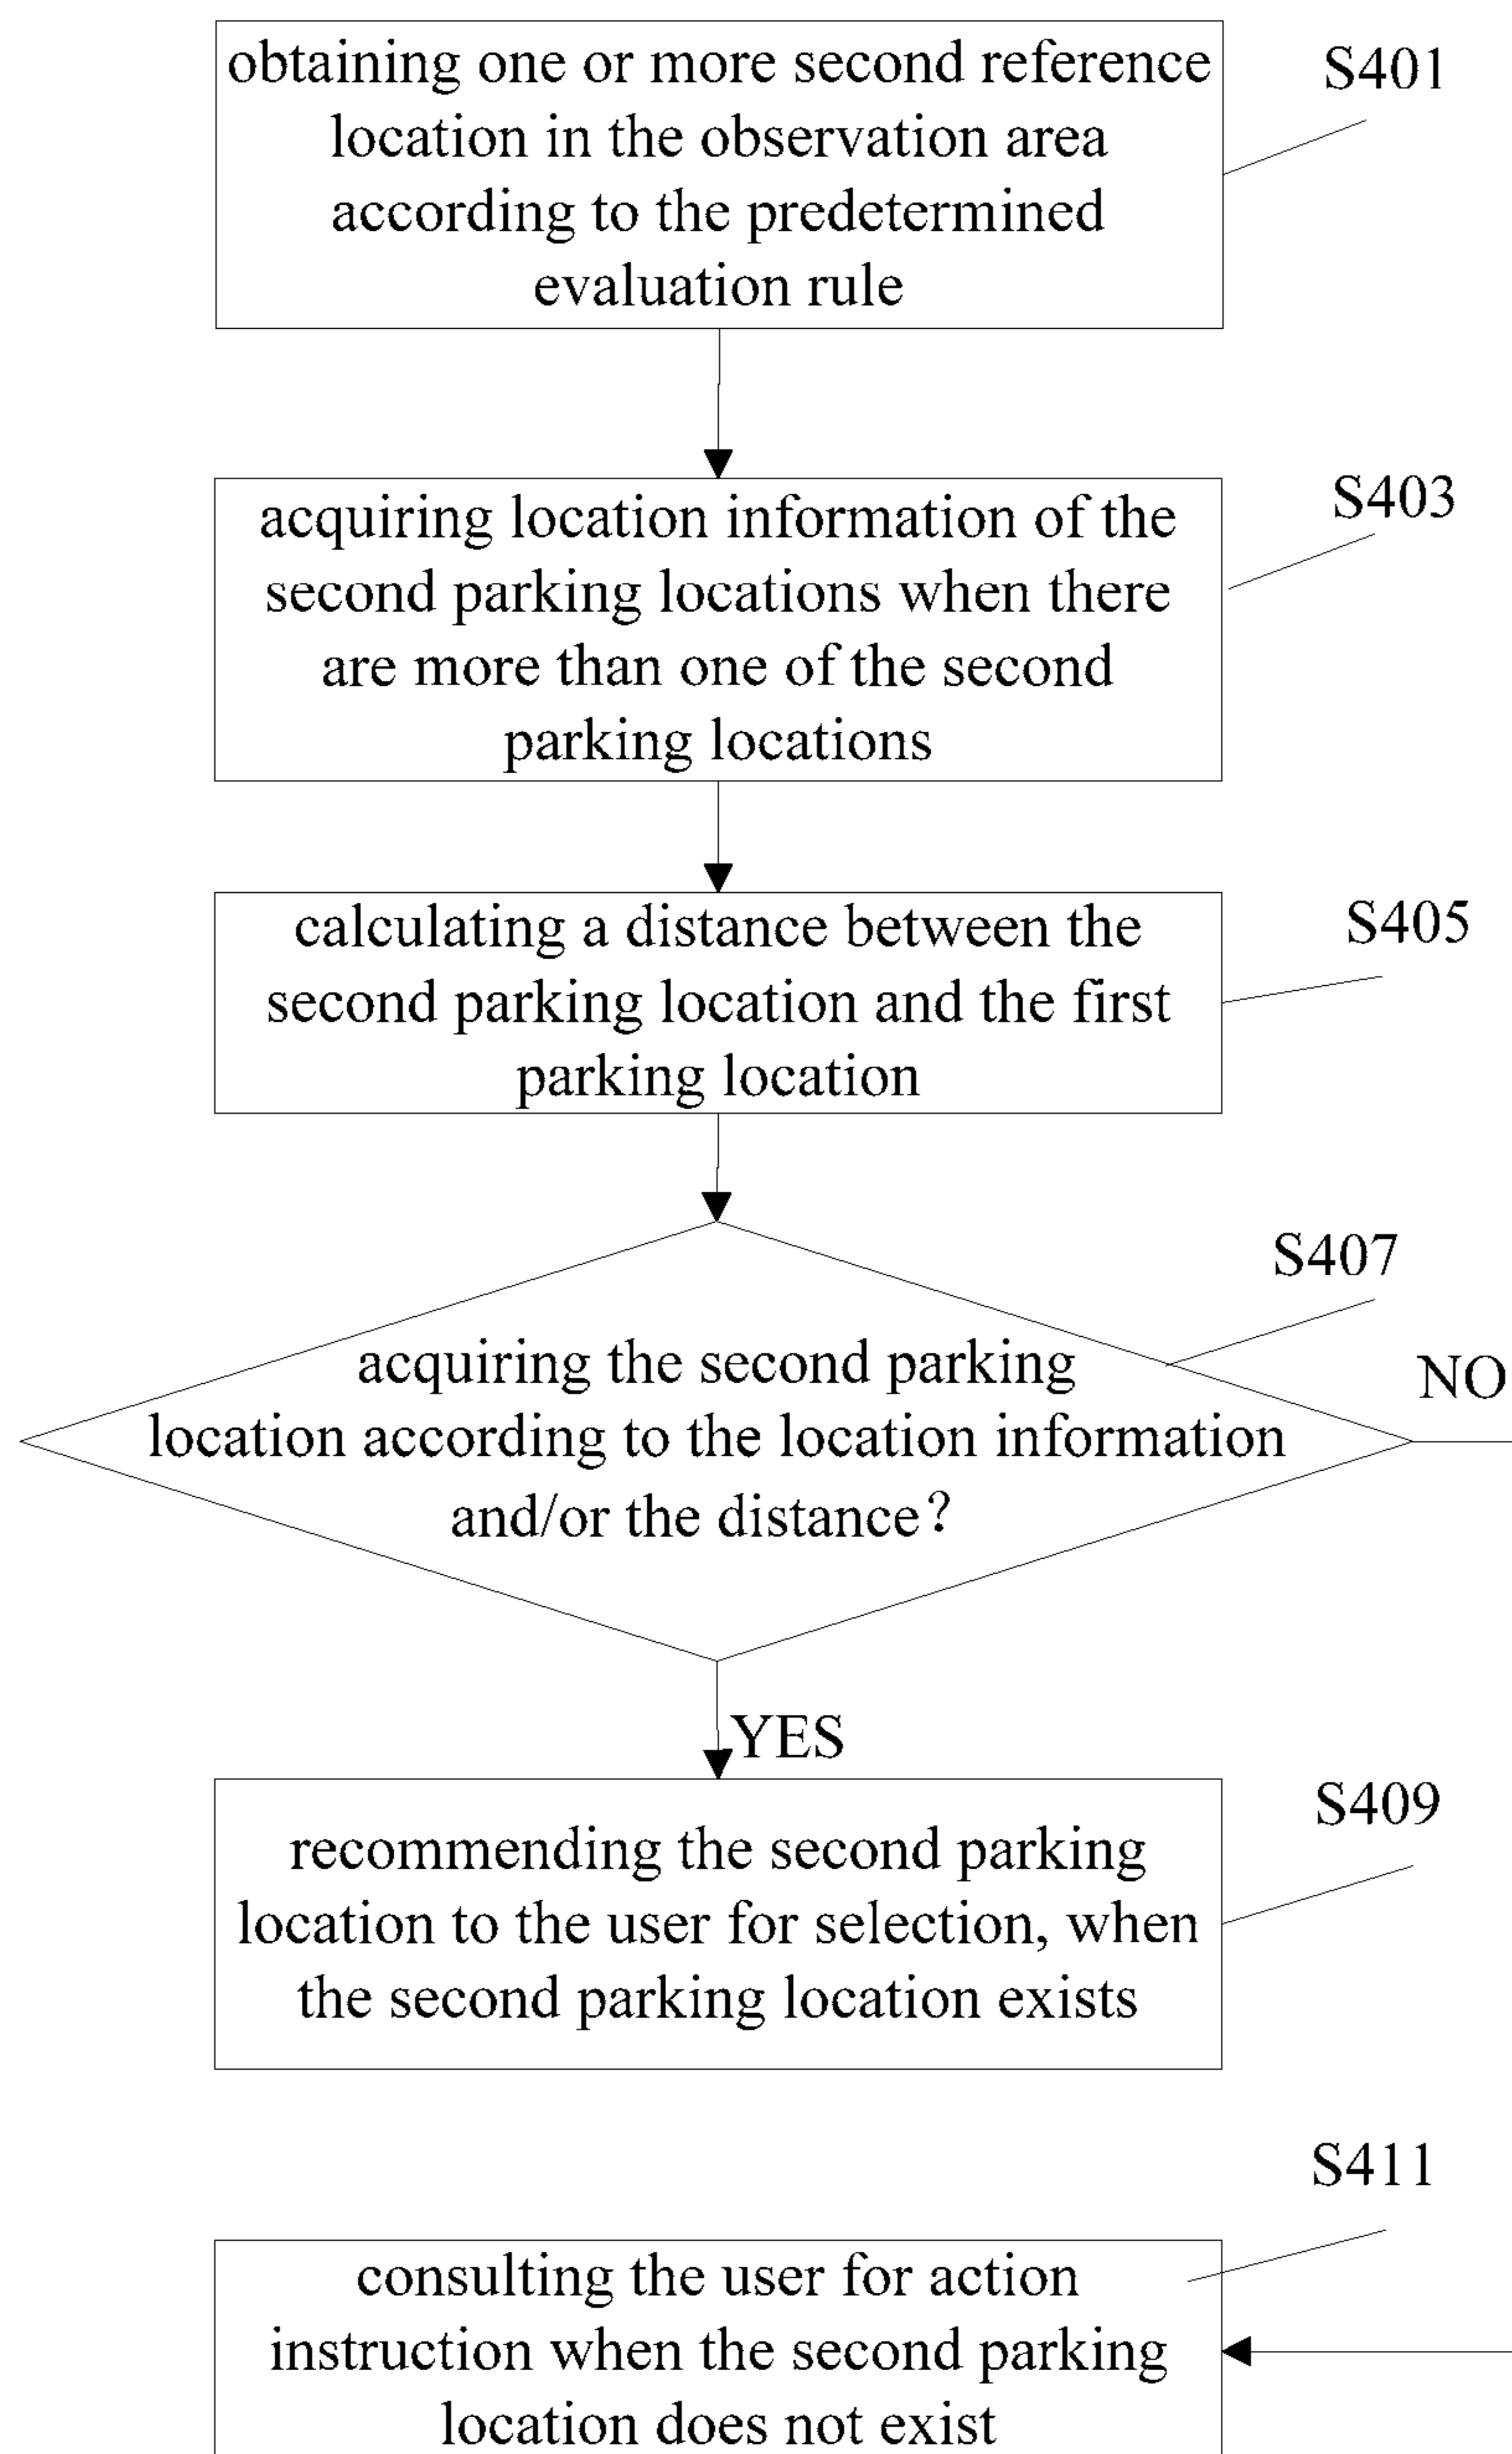 obtaining one or more second reference
location in the observation area
according to the predetermined
evaluation rule
S401
acquiring location information of the
second parking locations when there
are more than one of the second
parking locations
S403
calculating a distance between the
second parking location and the first
parking location
S405
S407
acquiring the second parking
location according to the location information
and/or the distance?
NO
YES
recommending the second parking
location to the user for selection, when
the second parking location exists
S409
S411
consulting the user for action
instruction when the second parking
location does not exist